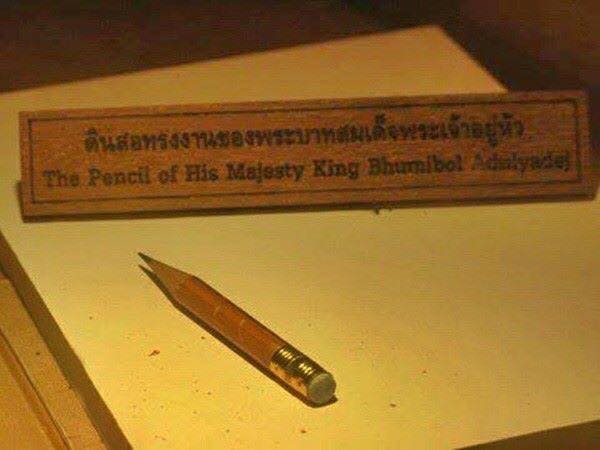 ดินสอทรงงานของพระบาทสมเด็จพระเจ้าอยู่หัว
The Pencil of His Majesty King Bhumibol Adulyadej